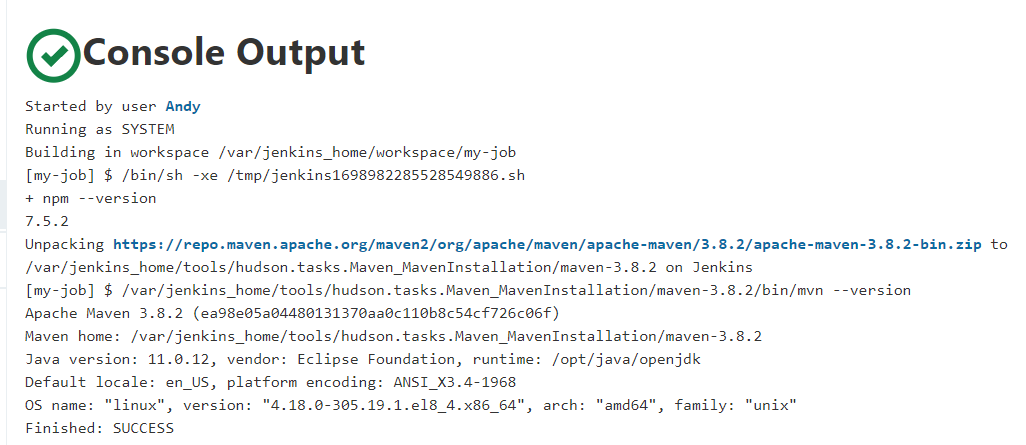 Console Output
Started by user Andy
Running as SYSTEM
Building in workspace /var/jenkins_home/workspace/my-job
[my-job] $ /bin/sh -xe /tmp/jenkins1698982285528549886.sh
+ npm --version
7.5.2
Unpacking https://repo.maven.apache.org/maven2/org/apache/maven/apache-maven/3.8.2/apache-maven-3.8.2-bin.zip to
/var/jenkins_home/tools/hudson.tasks.Maven_MavenInstallation/maven-3.8.2 on Jenkins
[my-job] $ /var/jenkins_home/tools/hudson.tasks.Maven_MavenInstallation/maven-3.8.2/bin/mvn --version
Apache Maven 3.8.2 (ea98e05a04480131370aa0c110b8c54cf726c06f)
Maven home: /var/jenkins_home/tools/hudson.tasks.Maven_MavenInstallation/maven-3.8.2
Java version: 11.0.12, vendor: Eclipse Foundation, runtime: /opt/java/openjdk
Default locale: en_US, platform encoding: ANSI_X3.4-1968
OS name: "linux", version: "4.18.0-305.19.1.el8_4.x86_64", arch: "amd64", family: "unix"
Finished: SUCCESS